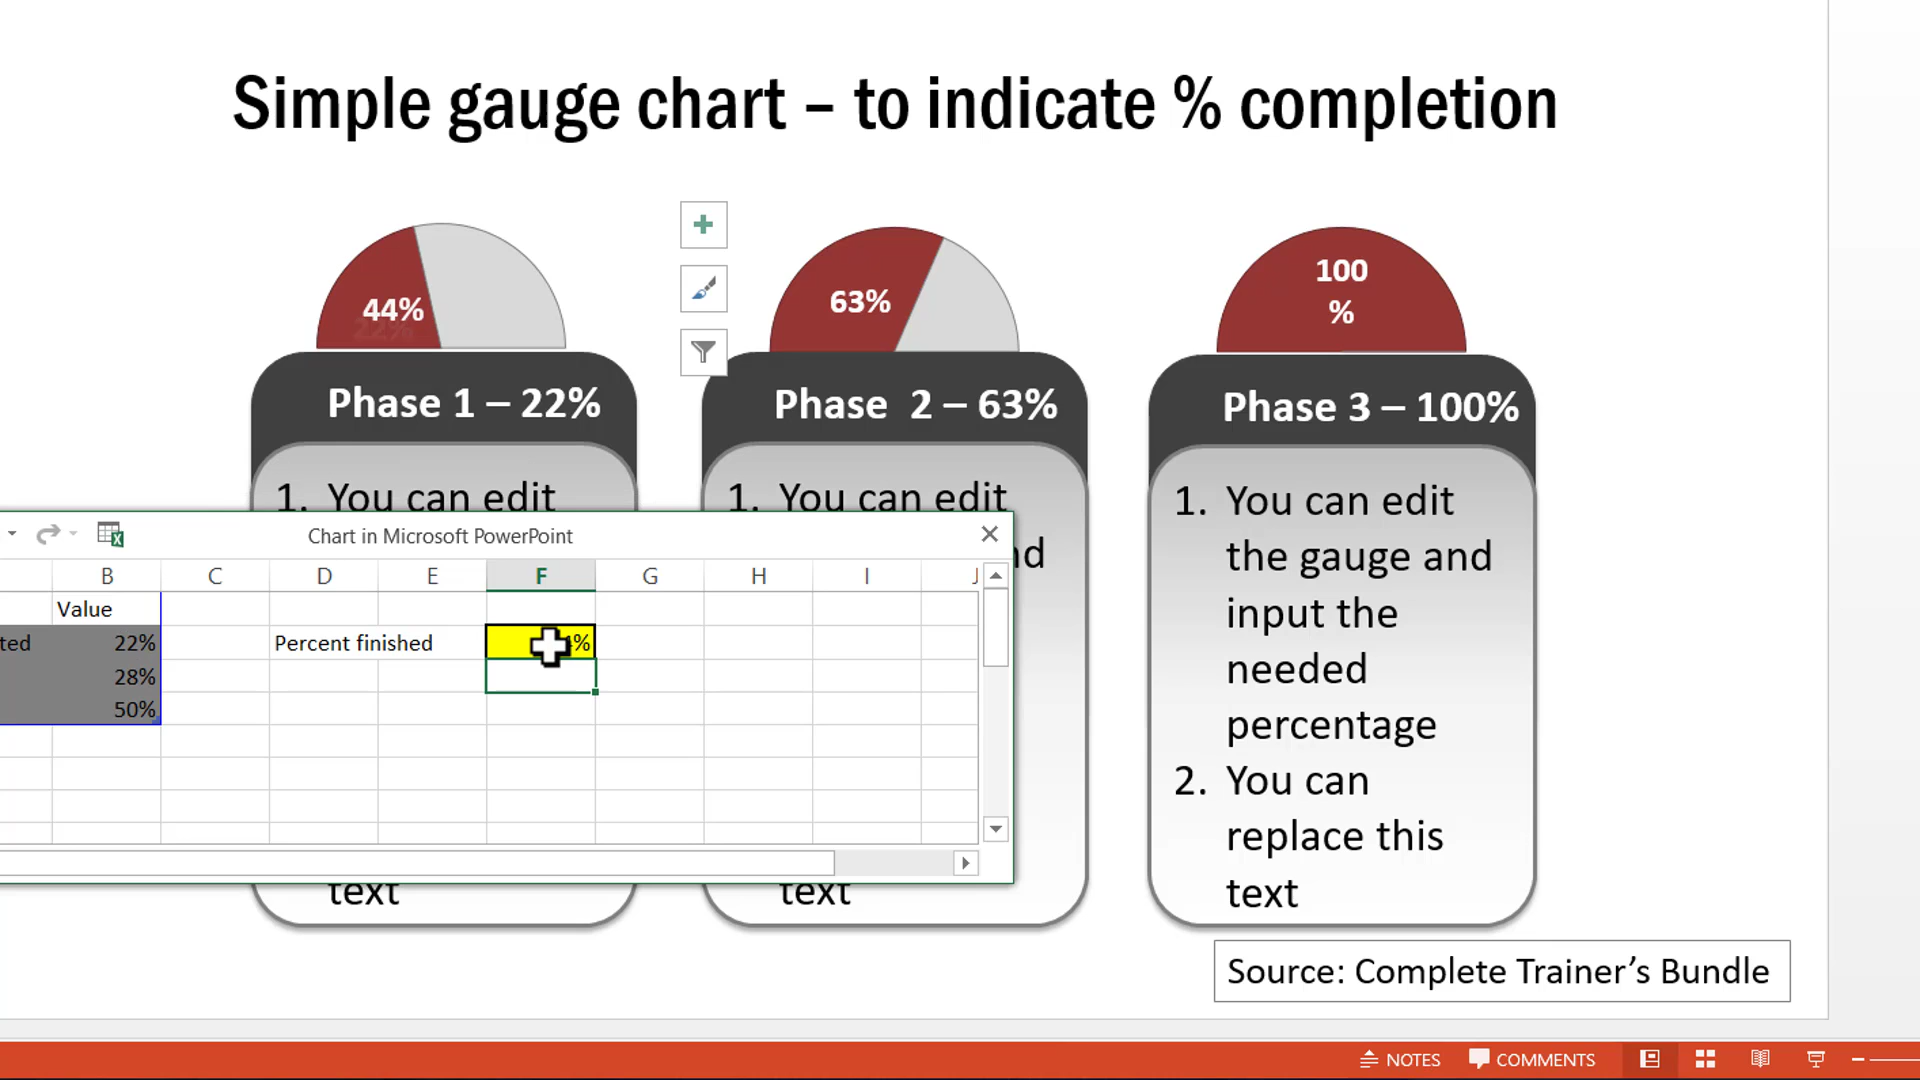 Simple gauge chart – to indicate % completion
44%
22%
63%
100
%
Phase 1 – 22%
Phase 2 – 63%
Phase 3 – 100%
1. You can edit
1. You can edit
1. You can edit
the gauge and
input the
needed
percentage
2. You can
replace this
text
nd
Chart in Microsoft PowerPoint
B C D E F G H I J
Value
ted 22% Percent finished %
28%
50%
text
text
Source: Complete Trainer’s Bundle
NOTES COMMENTS